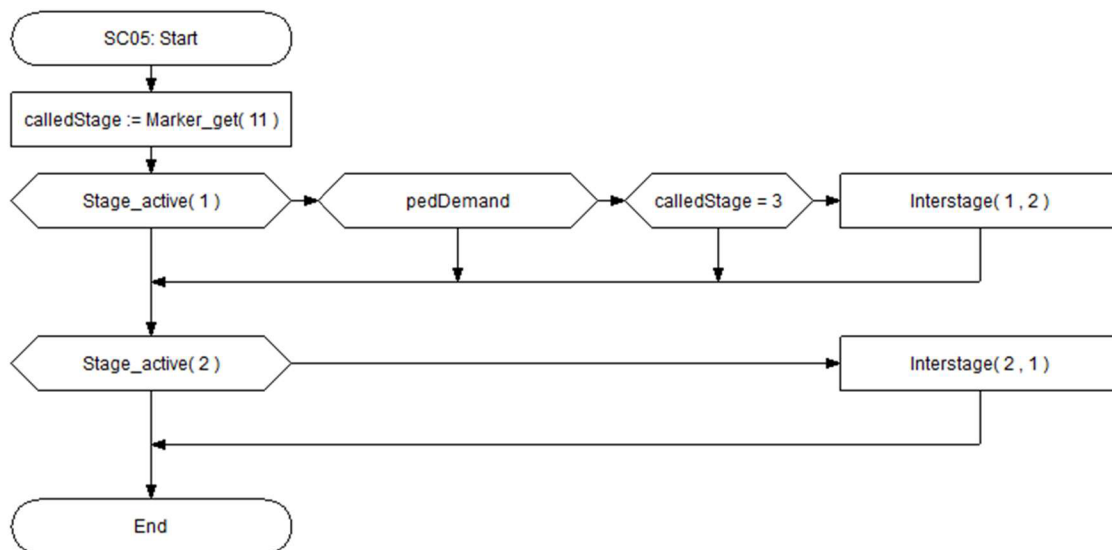 SC05: Start
calledStage := Marker_get( 11 )
Stage_active( 1 )
pedDemand
calledStage = 3
Interstage( 1 , 2 )
Stage_active( 2 )
Interstage( 2 , 1 )
End